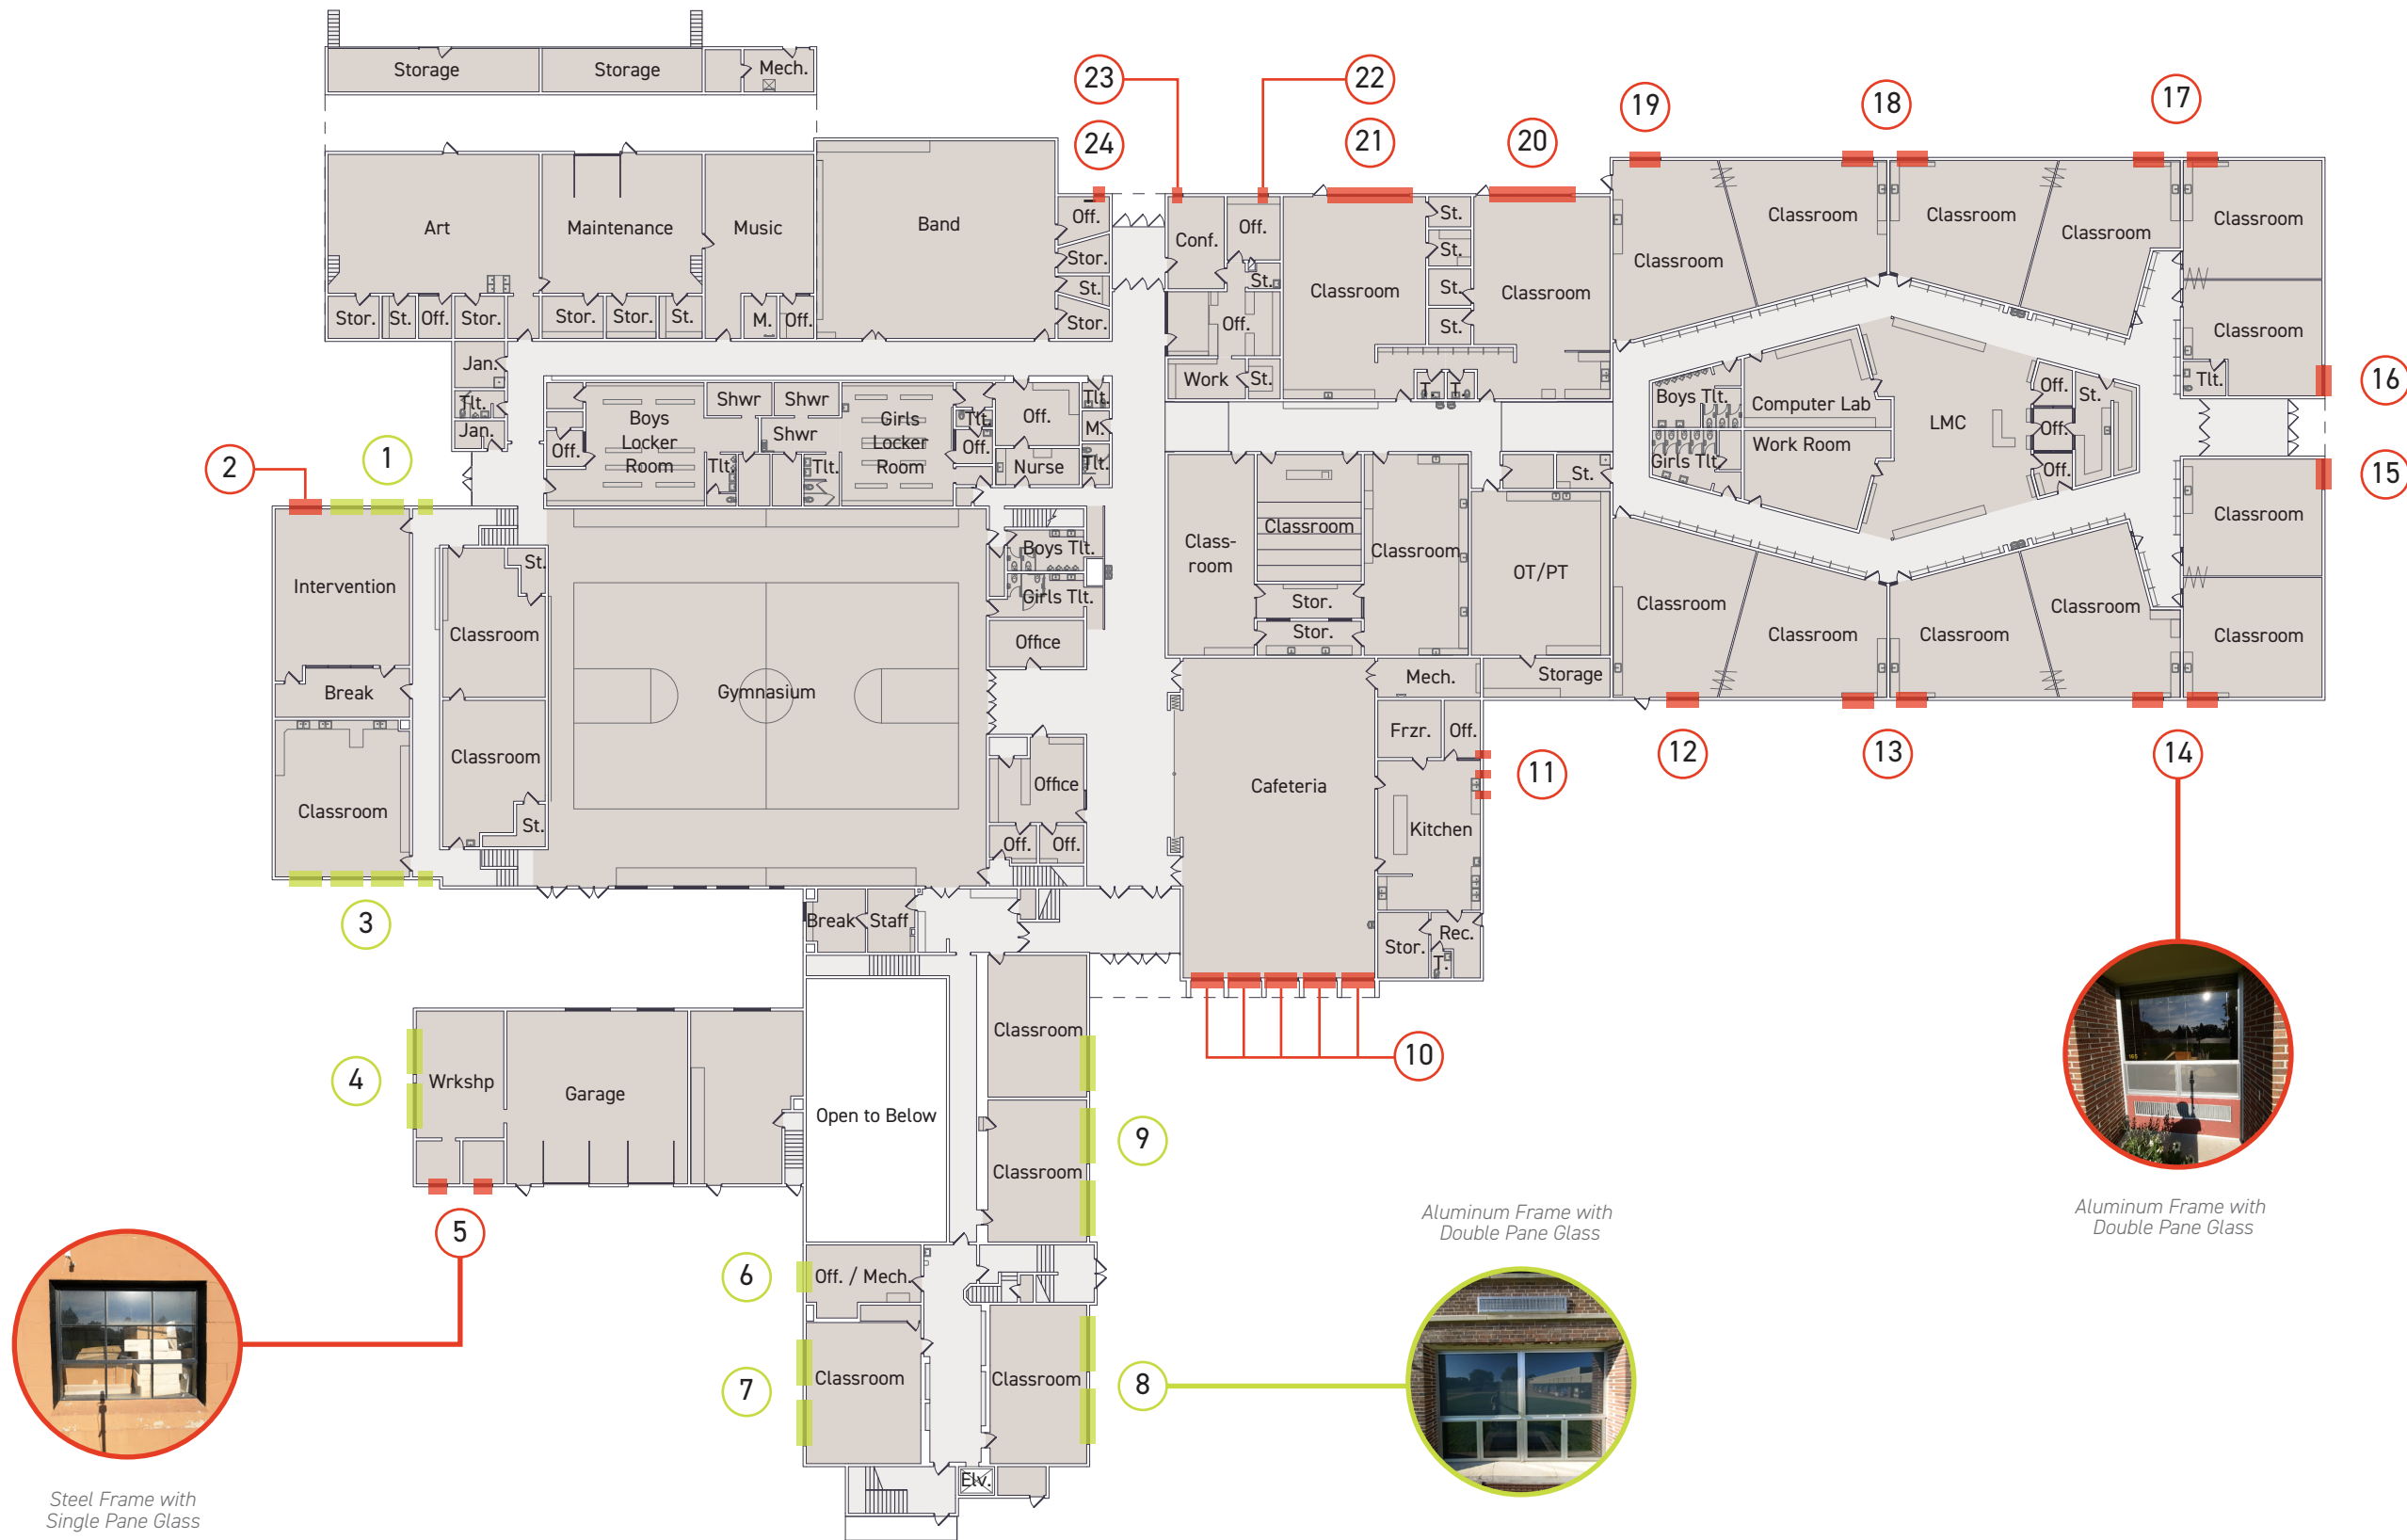 Storage
Storage
Mech.
23
22
24
21
20
19
18
17
Art
Maintenance
Music
Band
Off.
Stor.
St.
Stor.
Conf.
Off.
St.
Off.
Work
St.
Classroom
St.
St.
St.
St.
Classroom
Classroom
Classroom
Classroom
Classroom
Classroom
Classroom
Stor.
St.
Off.
Stor.
Stor.
Stor.
St.
M.
Off.
Jan.
Tlt.
Jan.
Off.
Boys
Locker
Room
Shwr
Shwr
Shwr
Tlt.
Tlt.
Girls
Locker
Room
Tlt.
Off.
Off.
Nurse
Tlt.
M.
Tlt.
T.
T.
Boys Tlt.
Girls Tlt.
Computer Lab
Work Room
LMC
Off.
Off.
Off.
St.
Tlt.
16
15
2
1
Intervention
Break
Classroom
Classroom
St.
Classroom
St.
Gymnasium
Boys Tlt.
Girls Tlt.
Office
Office
Off.
Off.
Class-
room
Classroom
Stor.
Stor.
Classroom
St.
OT/PT
Storage
Mech.
Frzr.
Off.
Cafeteria
Kitchen
Stor.
Rec.
T.
Classroom
Classroom
Classroom
Classroom
Classroom
Classroom
11
12
13
14
3
Break
Staff
4
Wrkshp
Garage
Open to Below
Classroom
Classroom
9
10
5
6
Off. / Mech.
7
Classroom
Classroom
8
Elv.
Steel Frame with
Single Pane Glass
Aluminum Frame with
Double Pane Glass
Aluminum Frame with
Double Pane Glass